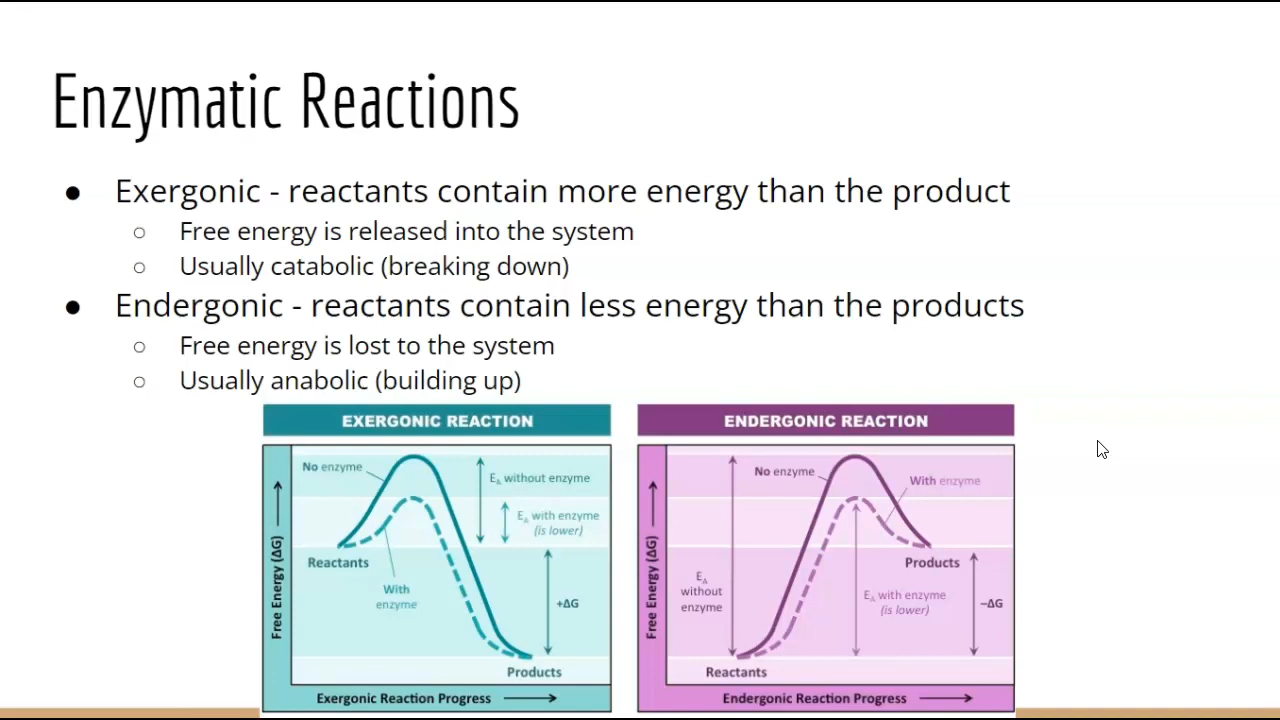 Enzymatic Reactions
● Exergonic - reactants contain more energy than the product
○ Free energy is released into the system
○ Usually catabolic (breaking down)
● Endergonic - reactants contain less energy than the products
○ Free energy is lost to the system
○ Usually anabolic (building up)
EXERGONIC REACTION
Free Energy (ΔG)
No enzyme
E_A without enzyme
E_A with enzyme
(is lower)
Reactants
With
enzyme
+ΔG
Products
Exergonic Reaction Progress
ENDERGONIC REACTION
Free Energy (ΔG)
No enzyme
With enzyme
Products
E_A
without
enzyme
E_A with enzyme
(is lower)
–ΔG
Reactants
Endergonic Reaction Progress